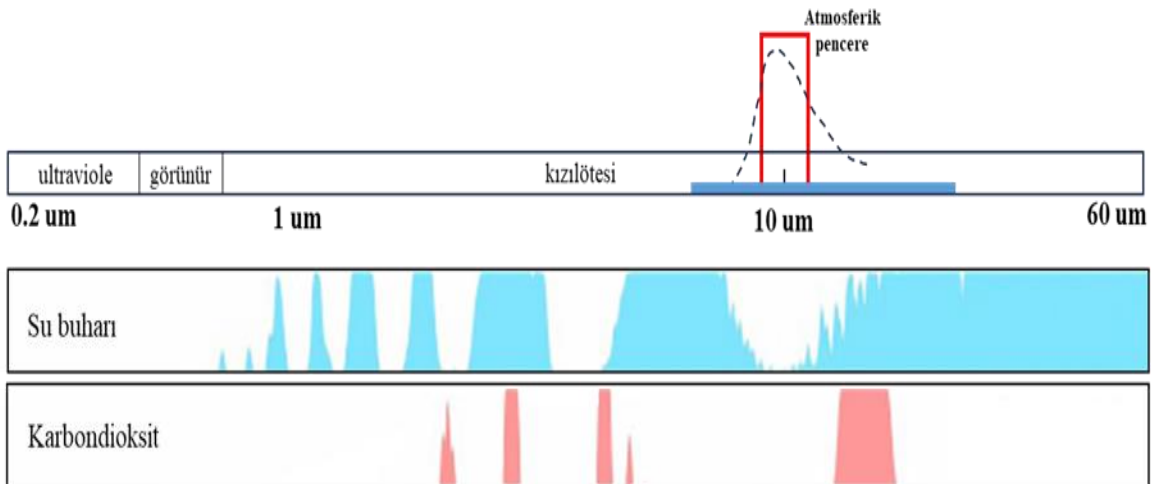 Atmosferik
pencere
ultraviole görünür kızılötesi
0.2 um 1 um 10 um 60 um
Su buharı
Karbondioksit